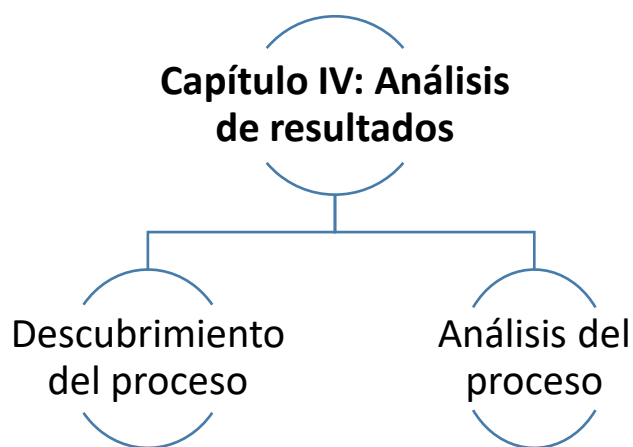 Capítulo IV: Análisis
de resultados
Descubrimiento
del proceso
Análisis del
proceso